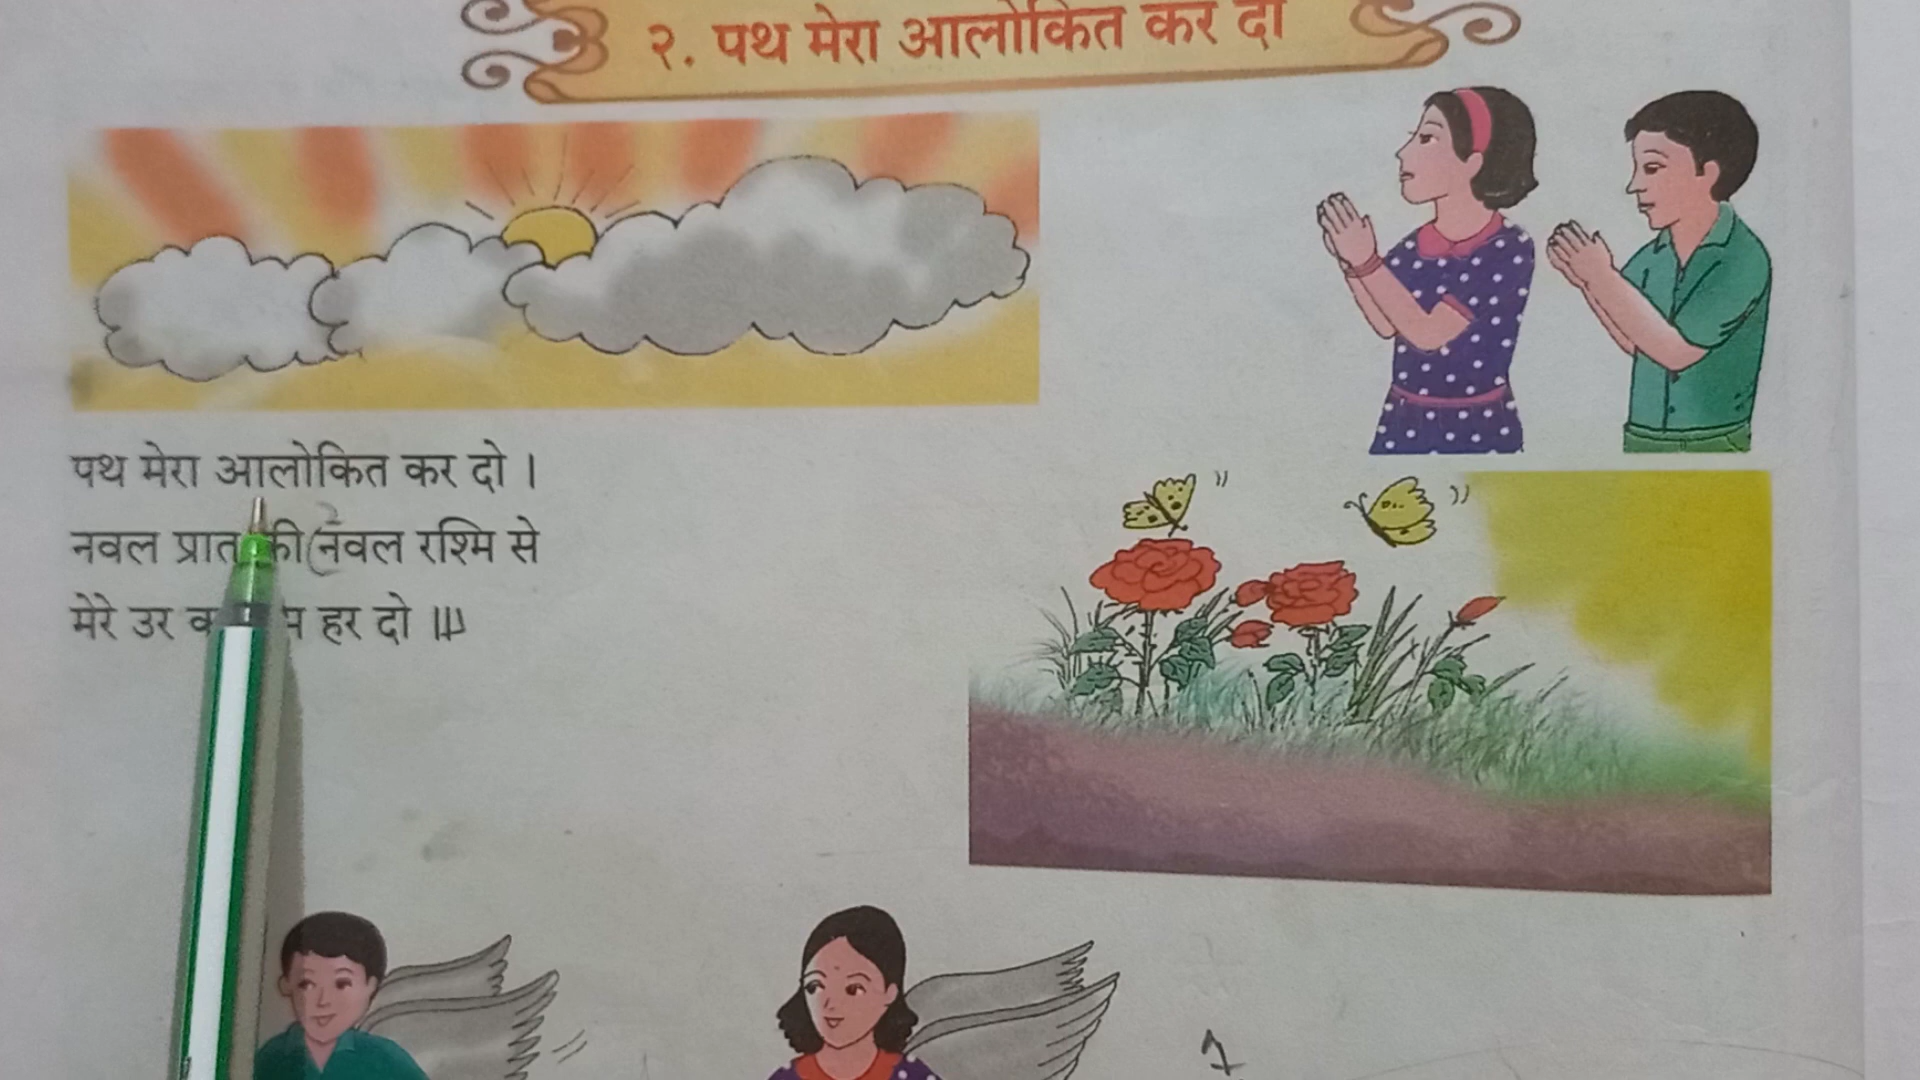 २. पथ मेरा आलोकित कर दो
पथ मेरा आलोकित कर दो ।
नवल प्रात की नवल रश्मि से
मेरे उर हर दो ॥